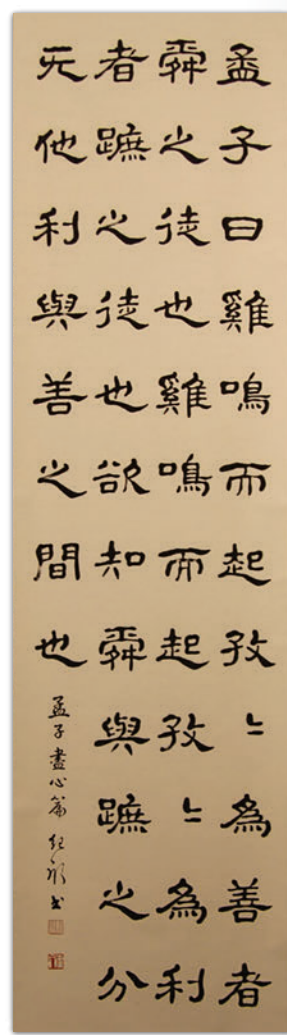 孟子曰雞鳴而起孜〻為善者
舜之徒也雞鳴而起孜〻為利
者蹠之徒也欲知舜與蹠之分
无他利與善之間也
孟子盡心篇 紀 書